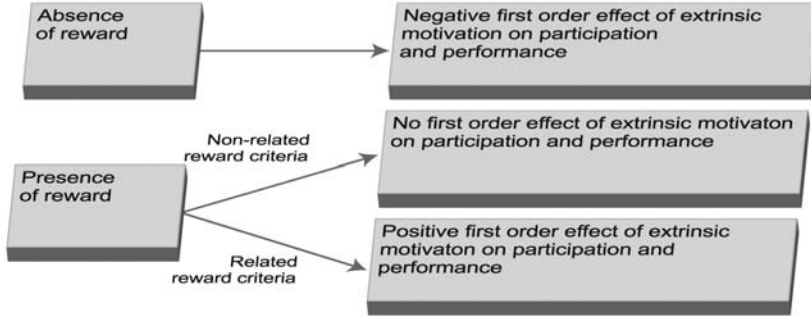 Absence
of reward
Negative first order effect of extrinsic
motivation on participation
and performance
Non-related
reward criteria
No first order effect of extrinsic motivaton
on participation and performance
Presence
of reward
Related
reward criteria
Positive first order effect of extrinsic
motivaton on participation and
performance